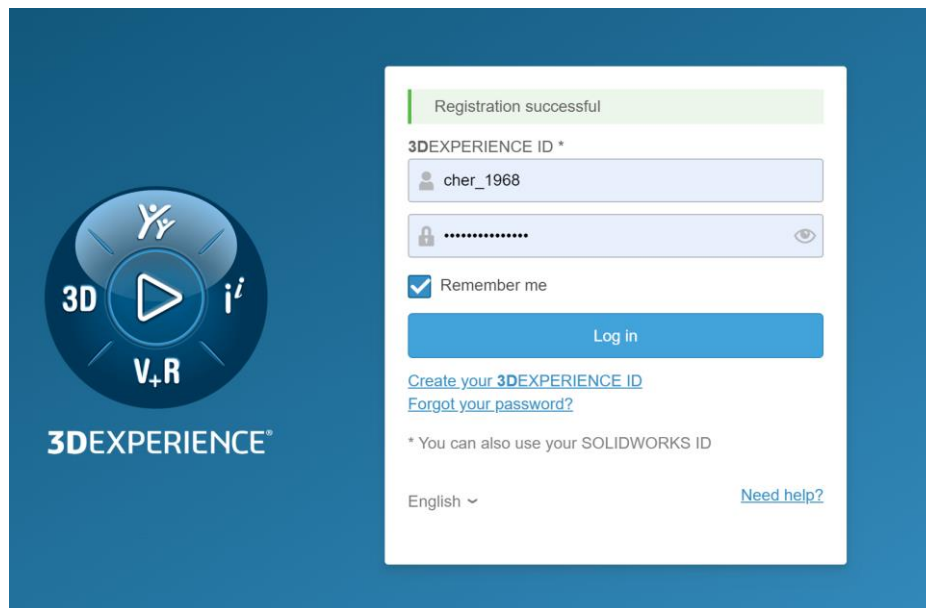 Registration successful
3DEXPERIENCE ID *
cher_1968
•••••••••••••••
Remember me
Log in
Create your 3DEXPERIENCE ID
Forgot your password?
* You can also use your SOLIDWORKS ID
English
Need help?
3D
i i
V+R
3DEXPERIENCE®